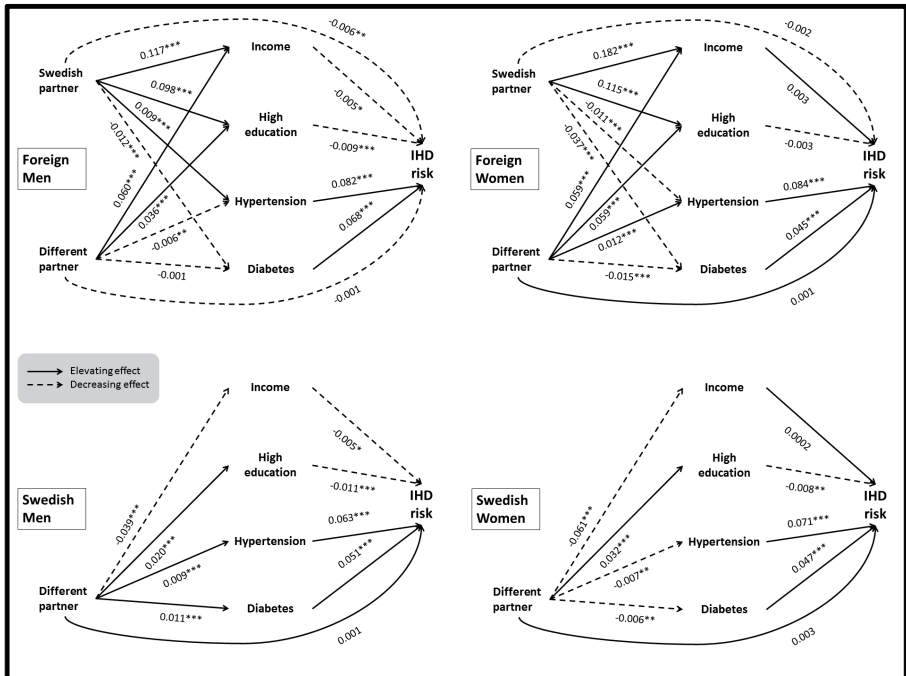 -0.006**
0.117***
Income
Swedish
partner
0.098***
-0.005*
0.009***
High
education
-0.012***
-0.009***
IHD
risk
Foreign
Men
0.082***
0.060***
Hypertension
0.036***
0.068***
-0.006**
Different
partner
-0.001
Diabetes
-0.001
-0.002
0.182***
Income
Swedish
partner
0.115***
0.003
-0.011***
High
education
-0.037***
-0.003
IHD
risk
Foreign
Women
0.084***
0.059***
Hypertension
0.059***
0.045***
0.012***
Different
partner
-0.015***
Diabetes
0.001
Elevating effect
Decreasing effect
Income
-0.005*
High
education
-0.011***
IHD
risk
Swedish
Men
-0.039***
0.063***
0.020***
Hypertension
0.051***
0.009***
Different
partner
0.011***
Diabetes
0.001
Income
0.0002
High
education
-0.008**
IHD
risk
Swedish
Women
-0.061***
0.071***
0.032***
Hypertension
0.047***
-0.007**
Different
partner
-0.006**
Diabetes
0.003